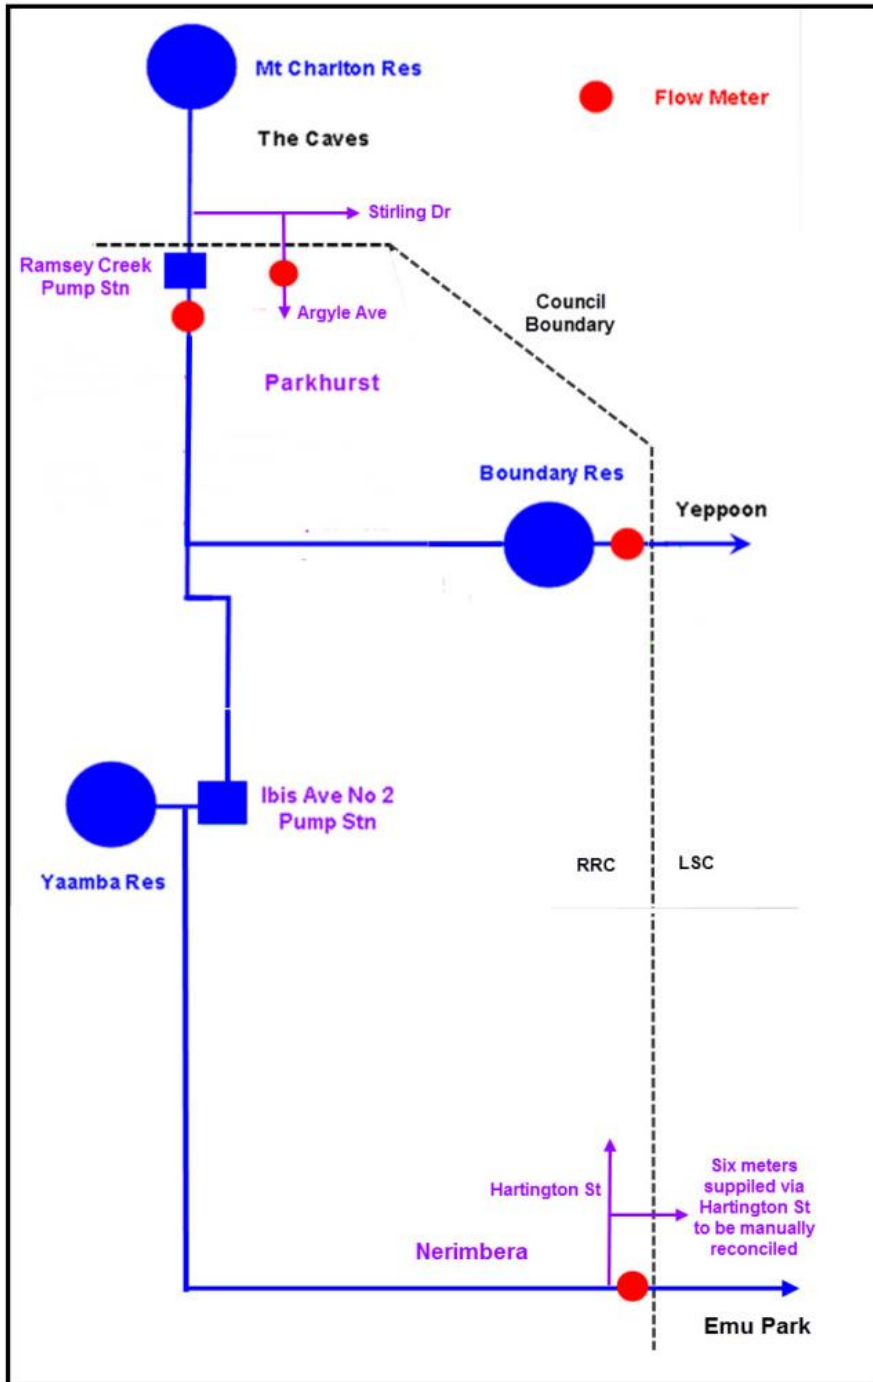 Mt Charlton Res
Flow Meter
The Caves
Stirling Dr
Ramsey Creek
Pump Stn
Argyle Ave
Council
Boundary
Parkhurst
Boundary Res
Yeppoon
Ibis Ave No 2
Pump Stn
Yaamba Res
RRC
LSC
Hartington St
Six meters
suppiled via
Hartington St
to be manually
reconciled
Nerimbera
Emu Park